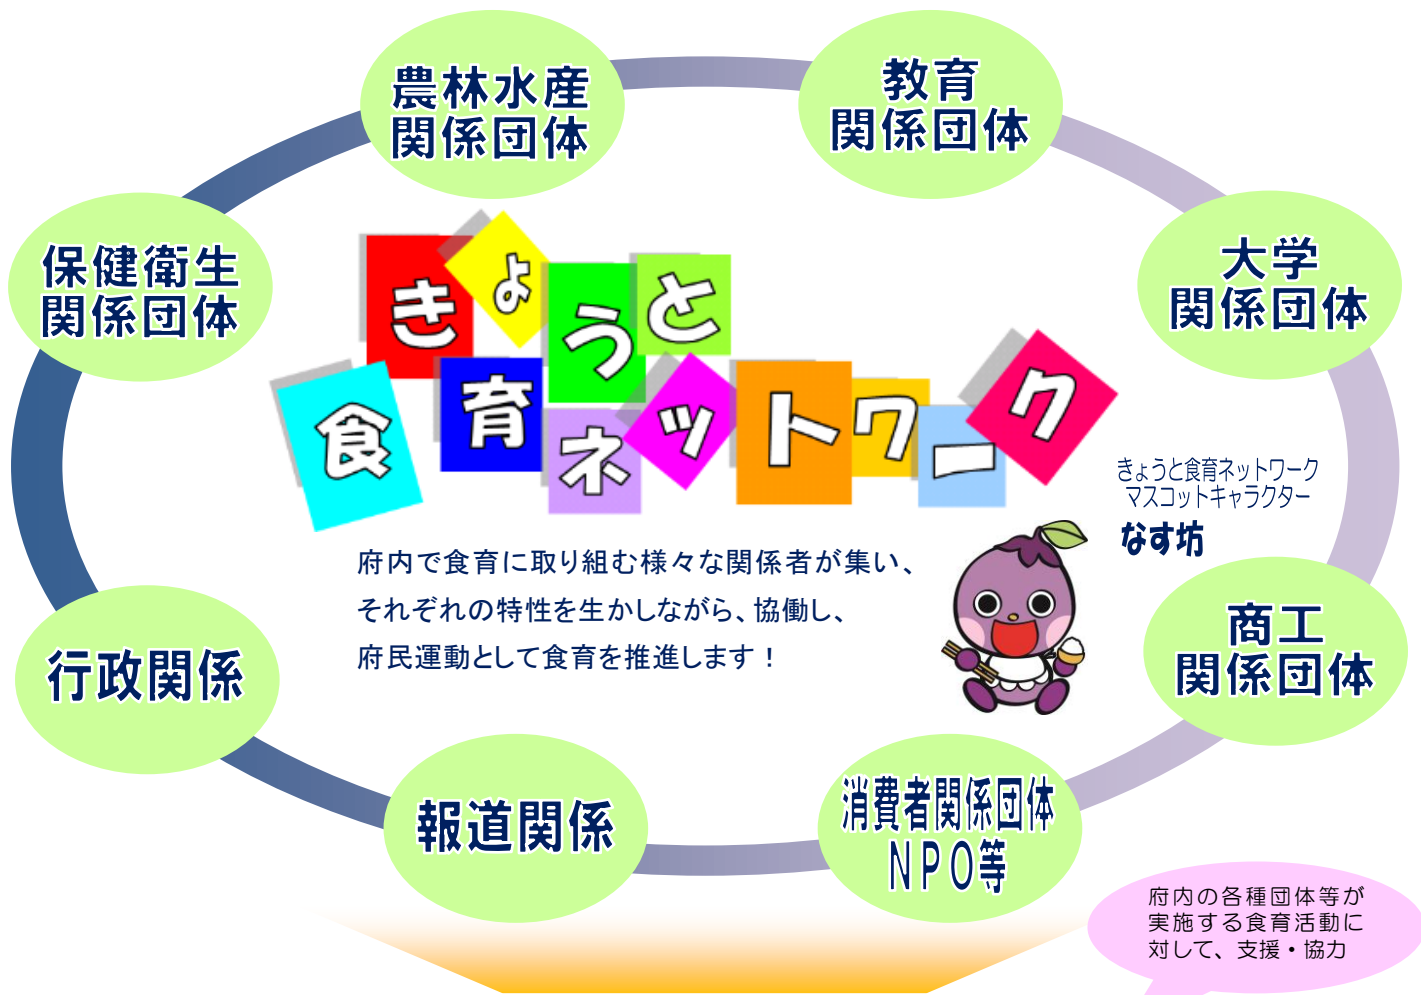 農林水産
関係団体
教育
関係団体
保健衛生
関係団体
大学
関係団体
きょうと
食育ネットワーク
きょうと食育ネットワーク
マスコットキャラクター
なす坊
府内で食育に取り組む様々な関係者が集い、
それぞれの特性を生かしながら、協働し、
府民運動として食育を推進します！
行政関係
商工
関係団体
報道関係
消費者関係団体
ＮＰＯ等
府内の各種団体等が
実施する食育活動に
対して、支援・協力